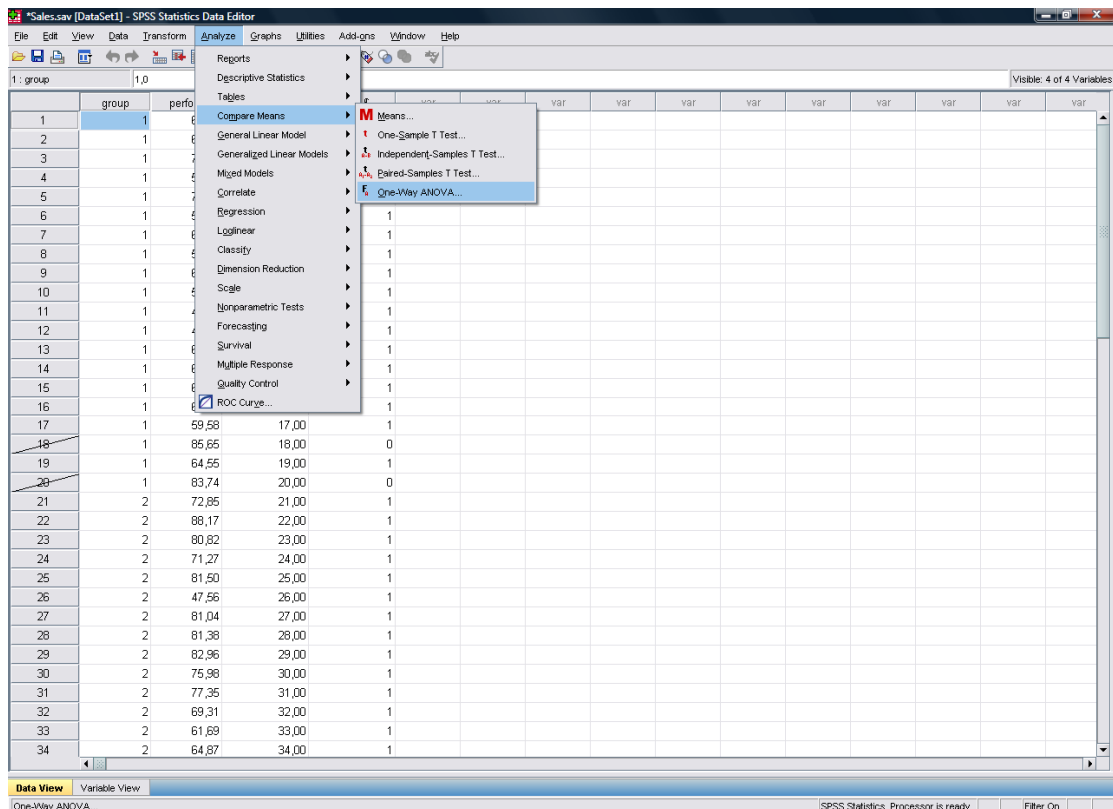 *Sales.sav [DataSet1] - SPSS Statistics Data Editor
File Edit View Data Transform Analyze Graphs Utilities Add-ons Window Help
1 : group 1,0 Visible: 4 of 4 Variables
group perfo var var var var var var var var var
Reports
Descriptive Statistics
Tables
Compare Means
General Linear Model
Generalized Linear Models
Mixed Models
Correlate
Regression
Loglinear
Classify
Dimension Reduction
Scale
Nonparametric Tests
Forecasting
Survival
Multiple Response
Quality Control
ROC Curve...
Means...
One-Sample T Test...
Independent-Samples T Test...
Paired-Samples T Test...
One-Way ANOVA...
1 1
2 1
3 1
4 1
5 1
6 1 1
7 1 1
8 1 1
9 1 1
10 1 1
11 1 1
12 1 1
13 1 1
14 1 1
15 1 1
16 1 1
17 1 59,58 17,00 1
18 1 85,65 18,00 0
19 1 64,55 19,00 1
20 1 83,74 20,00 0
21 2 72,85 21,00 1
22 2 88,17 22,00 1
23 2 80,82 23,00 1
24 2 71,27 24,00 1
25 2 81,50 25,00 1
26 2 47,56 26,00 1
27 2 81,04 27,00 1
28 2 81,38 28,00 1
29 2 82,96 29,00 1
30 2 75,98 30,00 1
31 2 77,35 31,00 1
32 2 69,31 32,00 1
33 2 61,69 33,00 1
34 2 64,87 34,00 1
Data View Variable View
One-Way ANOVA... SPSS Statistics Processor is ready Filter On